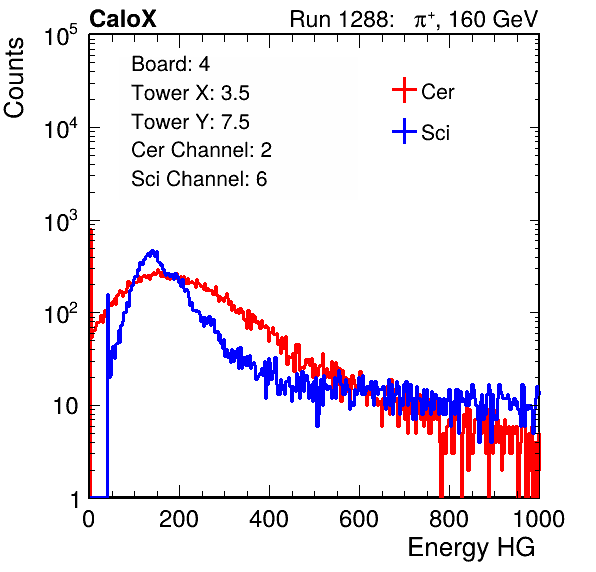 CaloX Run 1288: π⁺, 160 GeV
Counts
Board: 4
Tower X: 3.5
Tower Y: 7.5
Cer Channel: 2
Sci Channel: 6
Cer
Sci
10⁵
10⁴
10³
10²
10
1
0 200 400 600 800 1000
Energy HG